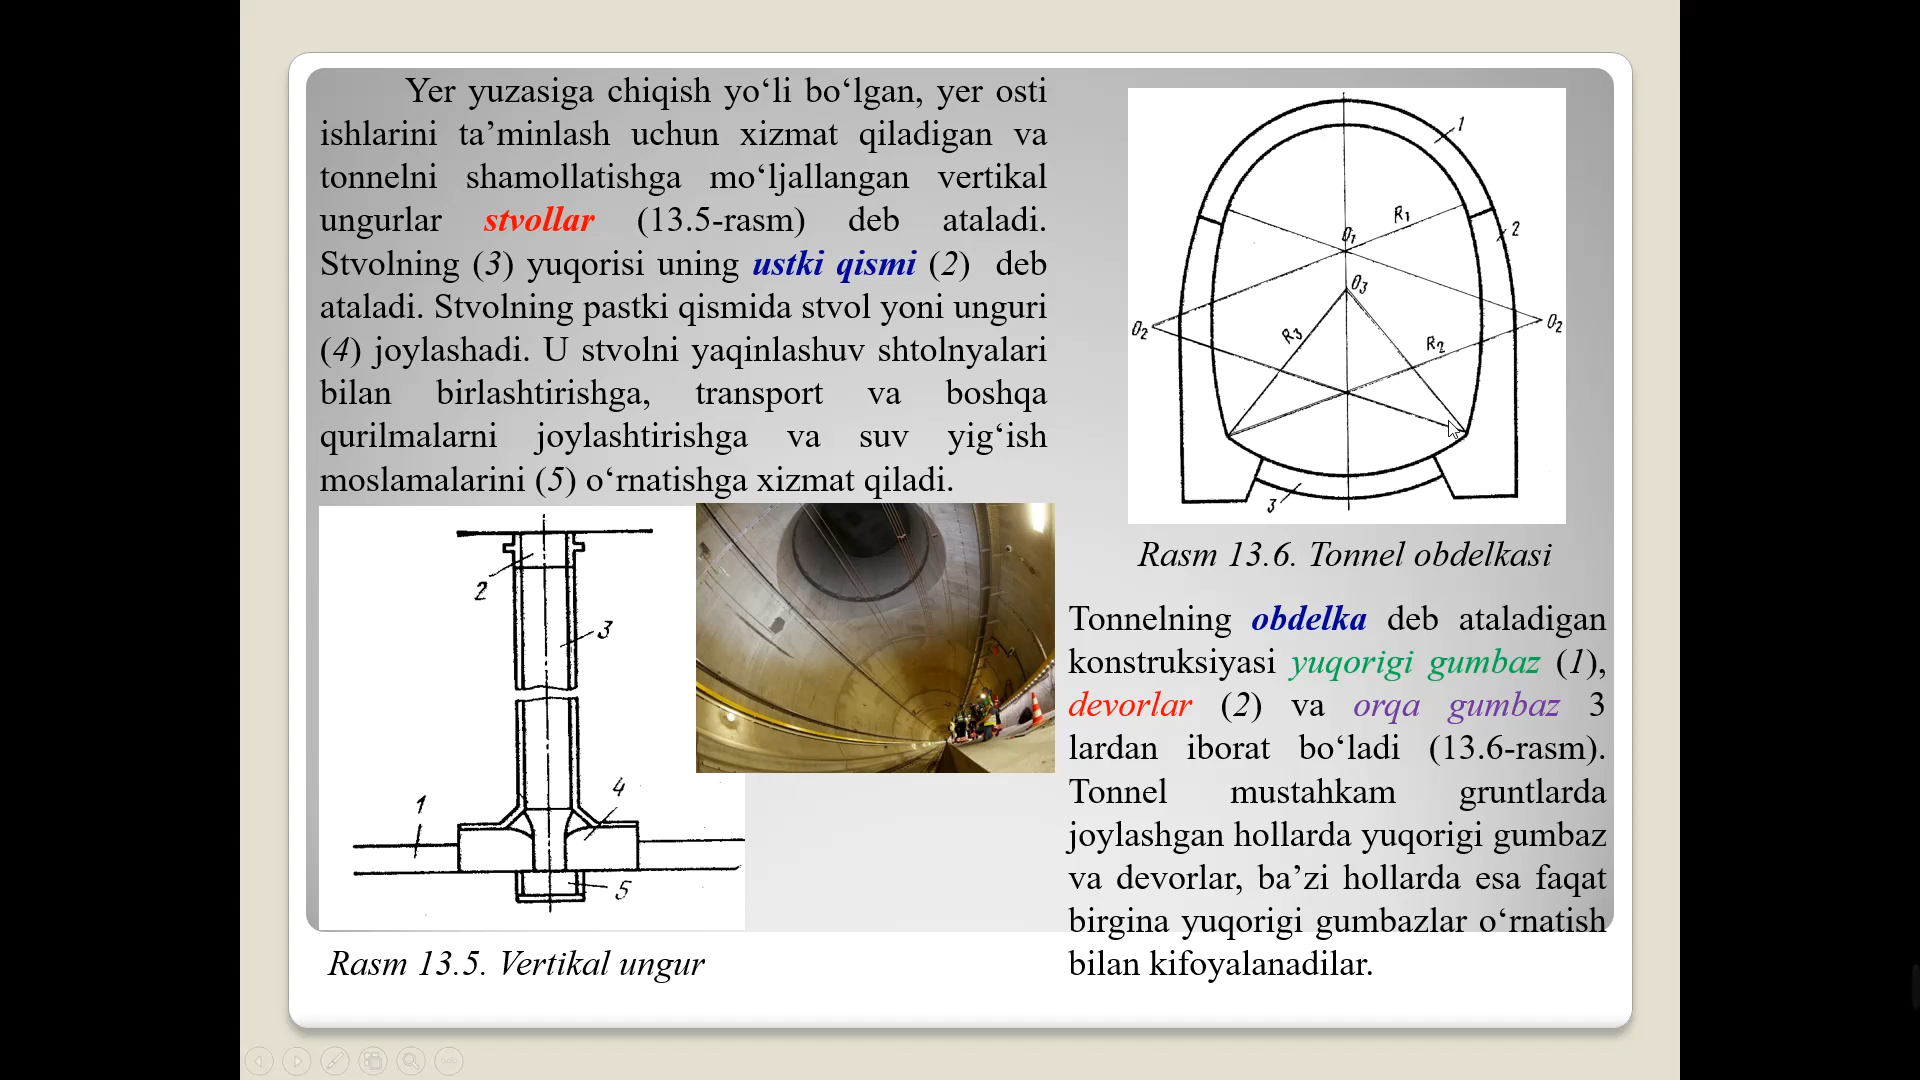 Yer yuzasiga chiqish yo‘li bo‘lgan, yer osti
ishlarini ta’minlash uchun xizmat qiladigan va
tonnelni shamollatishga mo‘ljallangan vertikal
ungurlar stvollar (13.5-rasm) deb ataladi.
Stvolning (3) yuqorisi uning ustki qismi (2) deb
ataladi. Stvolning pastki qismida stvol yoni unguri
(4) joylashadi. U stvolni yaqinlashuv shtolnyalari
bilan birlashtirishga, transport va boshqa
qurilmalarni joylashtirishga va suv yig‘ish
moslamalarini (5) o‘rnatishga xizmat qiladi.
2
3
4
1
5
Rasm 13.5. Vertikal ungur
1
R1
2
O1
O3
O2
O2
R3
R2
3
Rasm 13.6. Tonnel obdelkasi
Tonnelning obdelka deb ataladigan
konstruksiyasi yuqorigi gumbaz (1),
devorlar (2) va orqa gumbaz 3
lardan iborat bo‘ladi (13.6-rasm).
Tonnel mustahkam gruntlarda
joylashgan hollarda yuqorigi gumbaz
va devorlar, ba’zi hollarda esa faqat
birgina yuqorigi gumbazlar o‘rnatish
bilan kifoyalanadilar.